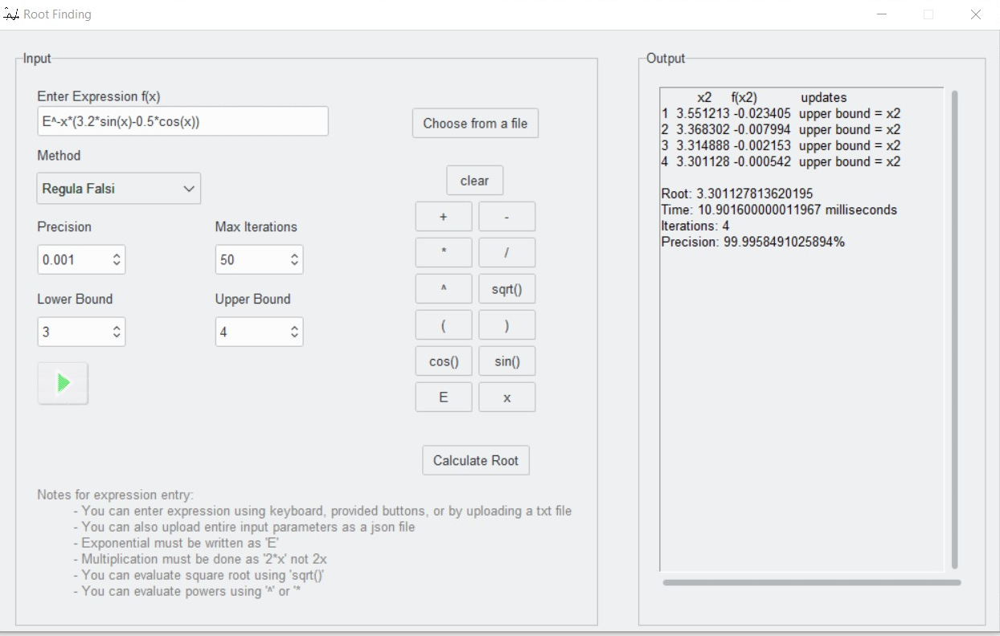 Root Finding
Input
Enter Expression f(x)
E^-x*(3.2*sin(x)-0.5*cos(x))
Choose from a file
Method
Regula Falsi
clear
Precision
Max Iterations
+
-
0.001
50
*
/
Lower Bound
Upper Bound
^
sqrt()
3
4
(
)
cos()
sin()
E
x
Calculate Root
Notes for expression entry:
- You can enter expression using keyboard, provided buttons, or by uploading a txt file
- You can also upload entire input parameters as a json file
- Exponential must be written as 'E'
- Multiplication must be done as '2*x' not 2x
- You can evaluate square root using 'sqrt()'
- You can evaluate powers using '^' or '*
Output
x2 f(x2) updates
1 3.551213 -0.023405 upper bound = x2
2 3.368302 -0.007994 upper bound = x2
3 3.314888 -0.002153 upper bound = x2
4 3.301128 -0.000542 upper bound = x2
Root: 3.301127813620195
Time: 10.901600000011967 milliseconds
Iterations: 4
Precision: 99.9958491025894%